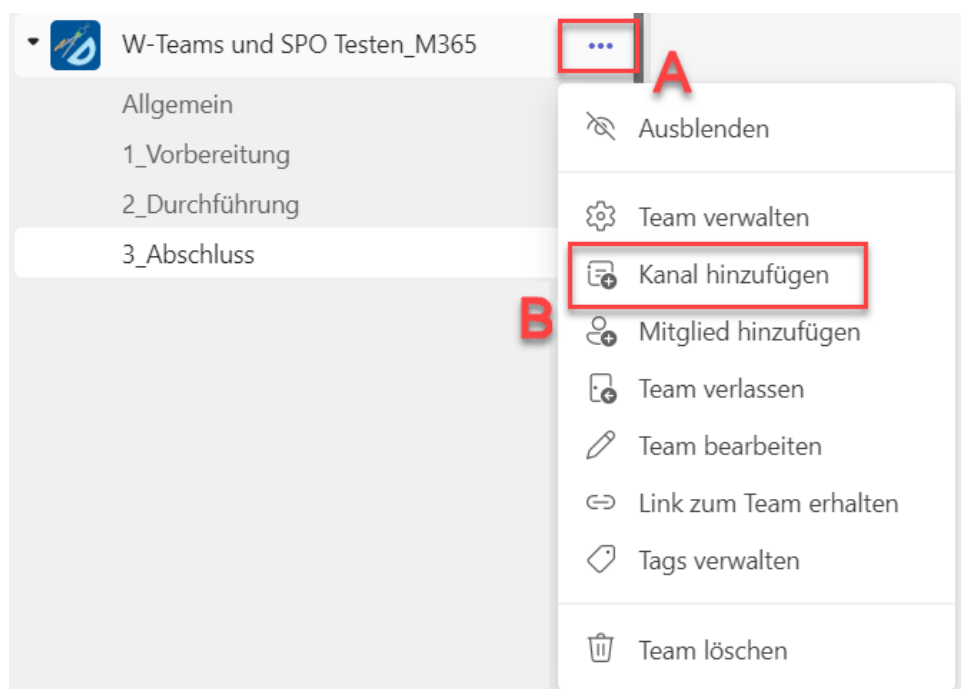 W-Teams und SPO Testen_M365 •••
A
Allgemein
1_Vorbereitung
2_Durchführung
3_Abschluss
Ausblenden
Team verwalten
Kanal hinzufügen
B
Mitglied hinzufügen
Team verlassen
Team bearbeiten
Link zum Team erhalten
Tags verwalten
Team löschen